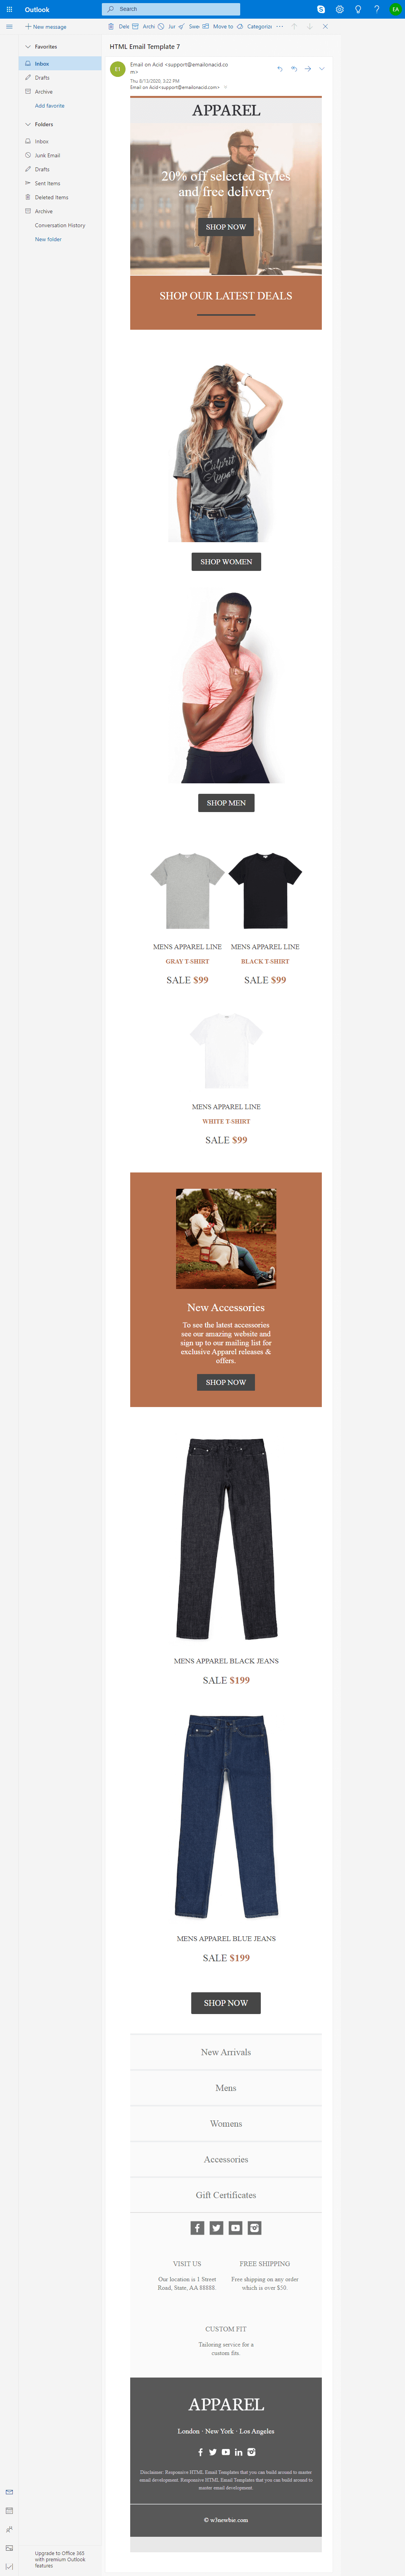 Outlook
Search
EA
New message
Dele
Archi
Jur
Swe
Move to
Categoriz
Favorites
Inbox
Drafts
Archive
Add favorite
Folders
Inbox
Junk Email
Drafts
Sent Items
Deleted Items
Archive
Conversation History
New folder
HTML Email Template 7
ET
Email on Acid <support@emailonacid.co
m>
Thu 8/13/2020, 3:22 PM
Email on Acid<support@emailonacid.com>
APPAREL
20% off selected styles
and free delivery
SHOP NOW
SHOP OUR LATEST DEALS
Culprit
SHOP WOMEN
SHOP MEN
MENS APPAREL LINE
GRAY T-SHIRT
SALE $99
MENS APPAREL LINE
BLACK T-SHIRT
SALE $99
MENS APPAREL LINE
WHITE T-SHIRT
SALE $99
New Accessories
To see the latest accessories
see our amazing website and
sign up to our mailing list for
exclusive Apparel releases &
offers.
SHOP NOW
MENS APPAREL BLACK JEANS
SALE $199
MENS APPAREL BLUE JEANS
SALE $199
SHOP NOW
New Arrivals
Mens
Womens
Accessories
Gift Certificates
VISIT US
Our location is 1 Street
Road, State, AA 88888.
FREE SHIPPING
Free shipping on any order
which is over $50.
CUSTOM FIT
Tailoring service for a
custom fits.
APPAREL
London · New York · Los Angeles
Disclaimer: Responsive HTML Email Templates that you can build around to master
email development. Responsive HTML Email Templates that you can build around to
master email development
© w3newbie.com
Upgrade to Office 365
with premium Outlook
features